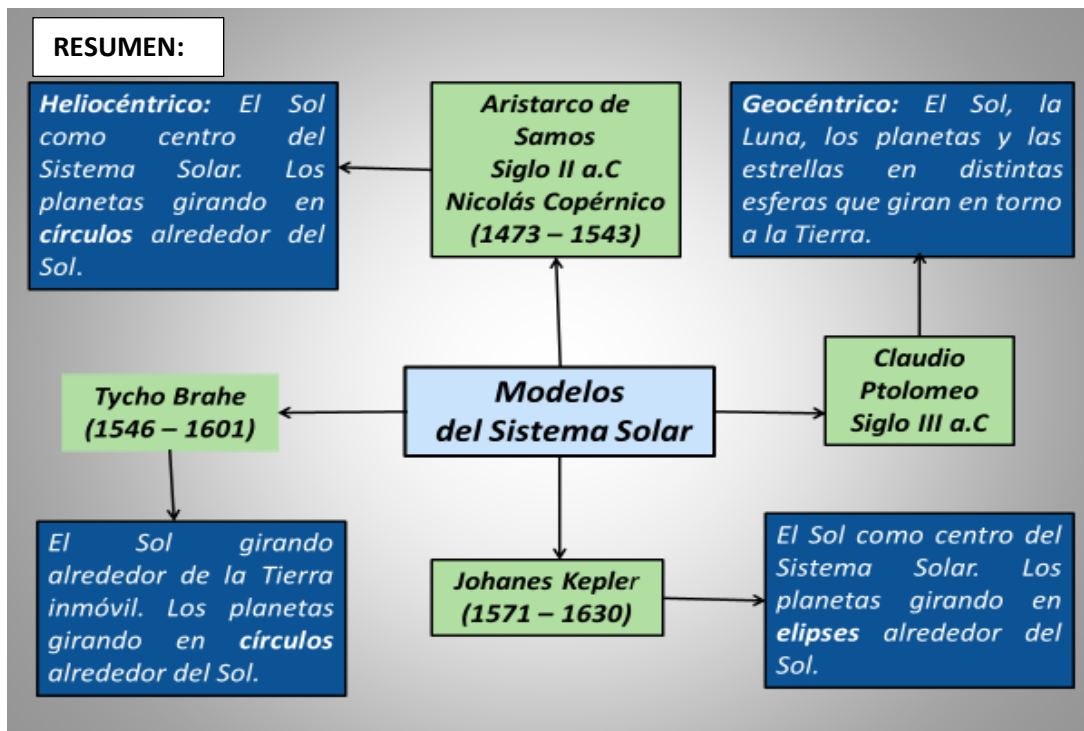 RESUMEN:
Heliocéntrico: El Sol
como centro del
Sistema Solar. Los
planetas girando en
círculos alrededor del
Sol.
Aristarco de
Samos
Siglo II a.C
Nicolás Copérnico
(1473 – 1543)
Geocéntrico: El Sol, la
Luna, los planetas y las
estrellas en distintas
esferas que giran en torno
a la Tierra.
Tycho Brahe
(1546 – 1601)
Modelos
del Sistema Solar
Claudio
Ptolomeo
Siglo III a.C
El Sol girando
alrededor de la Tierra
inmóvil. Los planetas
girando en círculos
alrededor del Sol.
Johanes Kepler
(1571 – 1630)
El Sol como centro del
Sistema Solar. Los
planetas girando en
elipses alrededor del
Sol.